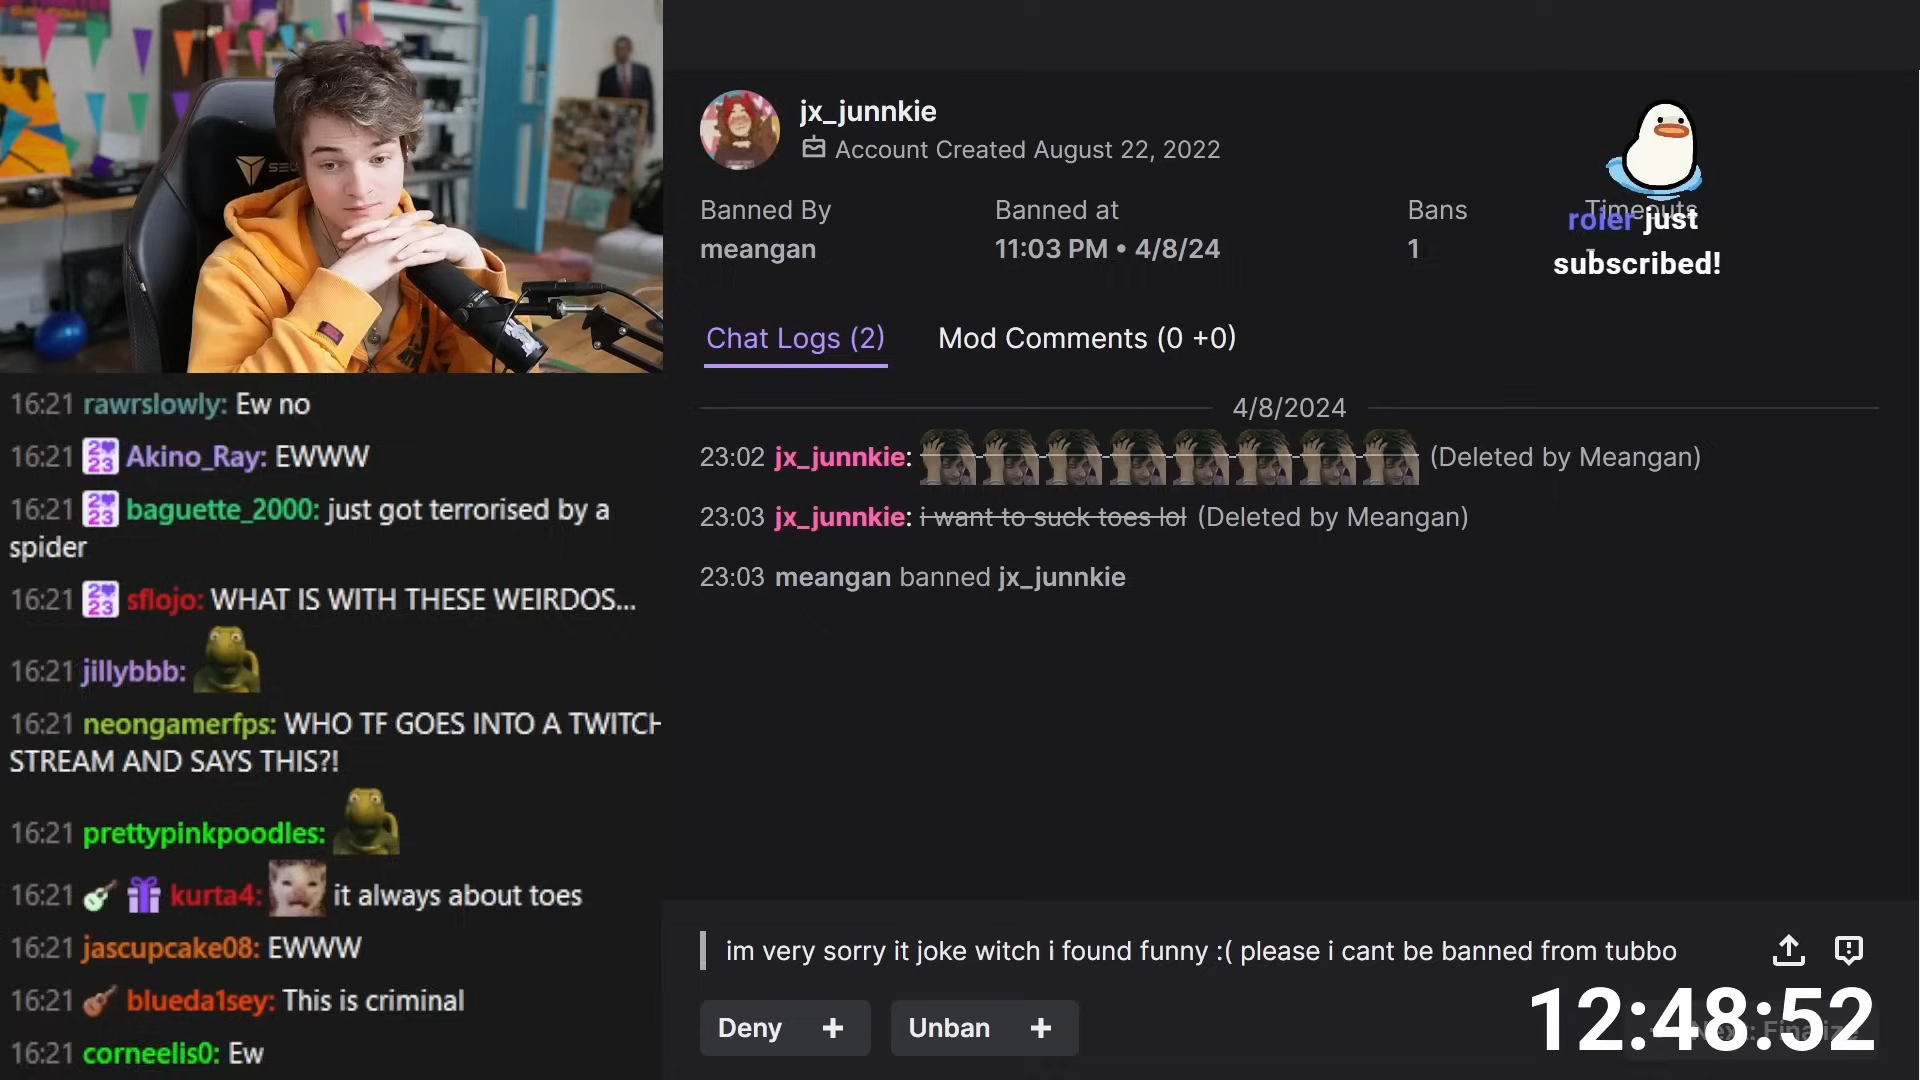 SEC
16:21 rawrslowly: Ew no
16:21 Akino_Ray: EWWW
16:21 baguette_2000: just got terrorised by a
spider
16:21 sflojo: WHAT IS WITH THESE WEIRDOS...
16:21 jillybbb:
16:21 neongamerfps: WHO TF GOES INTO A TWITCH
STREAM AND SAYS THIS?!
16:21 prettypinkpoodles:
16:21 kurta4: it always about toes
16:21 jascupcake08: EWWW
16:21 blueda1sey: This is criminal
16:21 corneelis0: Ew
jx_junnkie
Account Created August 22, 2022
Banned By
Banned at
Bans
Timeouts
meangan
11:03 PM • 4/8/24
1
roier just
subscribed!
Chat Logs (2)
Mod Comments (0 +0)
4/8/2024
23:02 jx_junnkie: (Deleted by Meangan)
23:03 jx_junnkie: i want to suck toes lol (Deleted by Meangan)
23:03 meangan banned jx_junnkie
im very sorry it joke witch i found funny :( please i cant be banned from tubbo
Deny +
Unban +
12:48:52